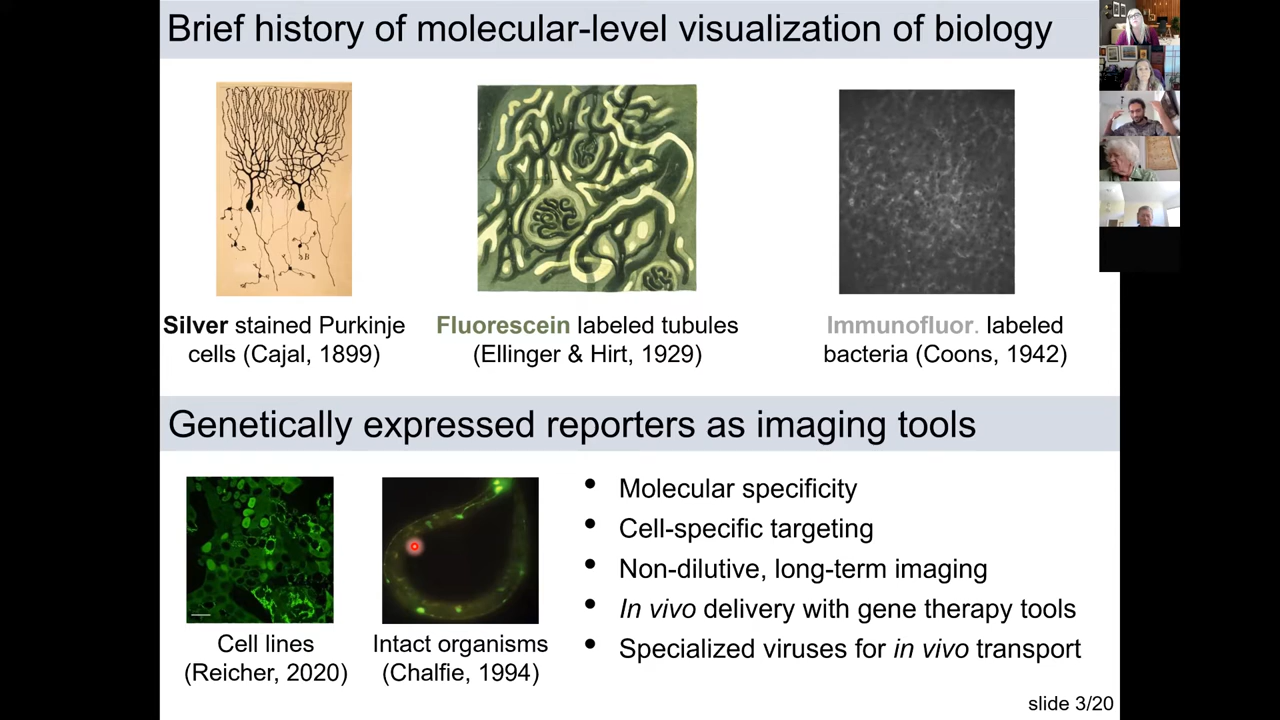 Brief history of molecular-level visualization of biology
A
B
Silver stained Purkinje
cells (Cajal, 1899)
Fluorescein labeled tubules
(Ellinger & Hirt, 1929)
Immunofluor. labeled
bacteria (Coons, 1942)
Genetically expressed reporters as imaging tools
Cell lines
(Reicher, 2020)
Intact organisms
(Chalfie, 1994)
• Molecular specificity
• Cell-specific targeting
• Non-dilutive, long-term imaging
• In vivo delivery with gene therapy tools
• Specialized viruses for in vivo transport
slide 3/20